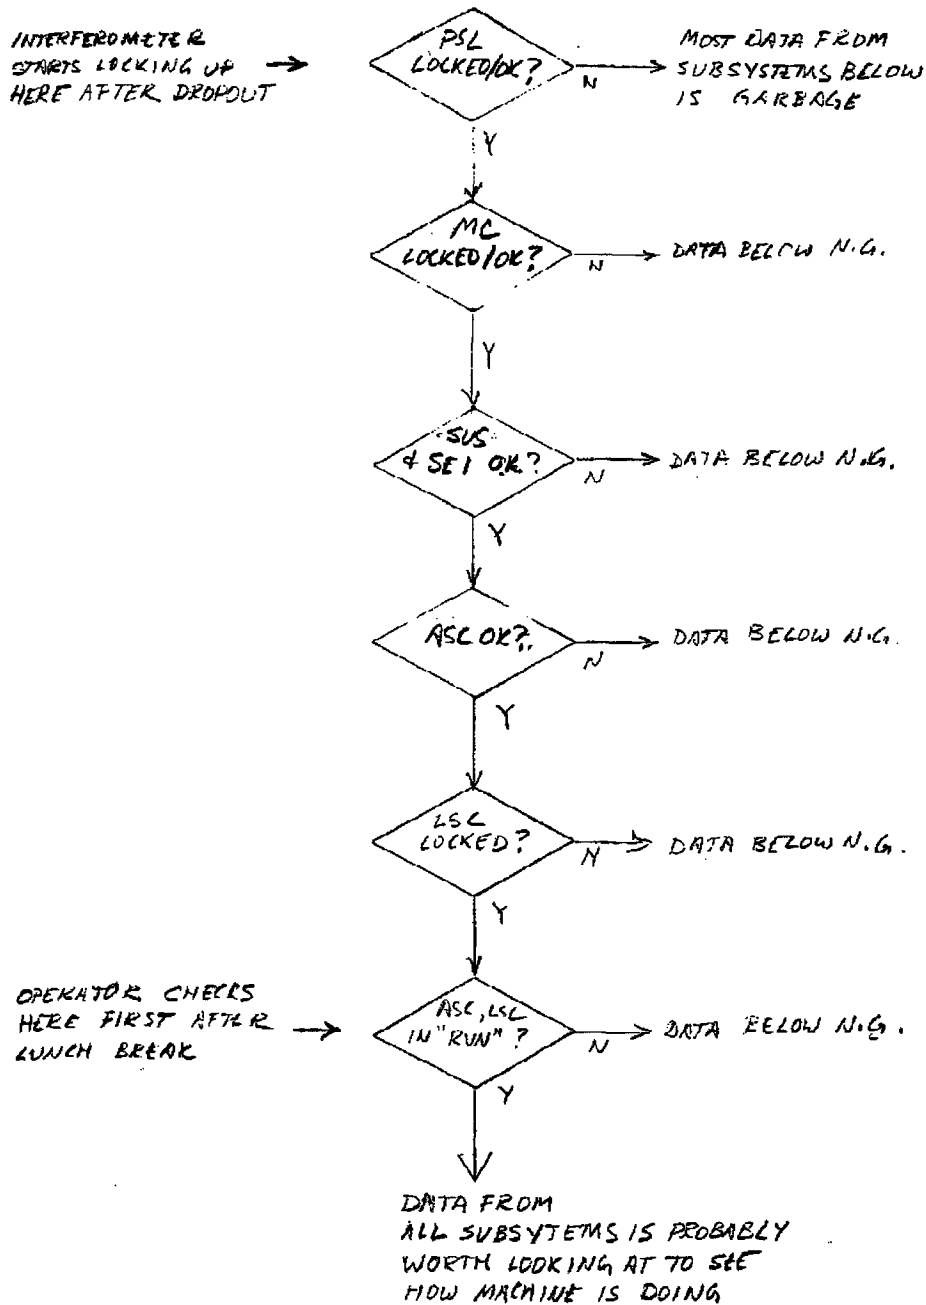 INTERFEROMETER
STARTS LOCKING UP
HERE AFTER DROPOUT
PSL
LOCKED/OK?
N
MOST DATA FROM
SUBSYSTEMS BELOW
IS GARBAGE
Y
MC
LOCKED/OK?
N
DATA BELOW N.G.
Y
SUS
& SEI OK?
N
DATA BELOW N.G.
Y
ASC OK?
N
DATA BELOW N.G.
Y
LSC
LOCKED?
N
DATA BELOW N.G.
Y
OPERATOR CHECKS
HERE FIRST AFTER
LUNCH BREAK
ASC, LSC
IN "RUN"?
N
DATA BELOW N.G.
Y
DATA FROM
ALL SUBSYTEMS IS PROBABLY
WORTH LOOKING AT TO SEE
HOW MACHINE IS DOING